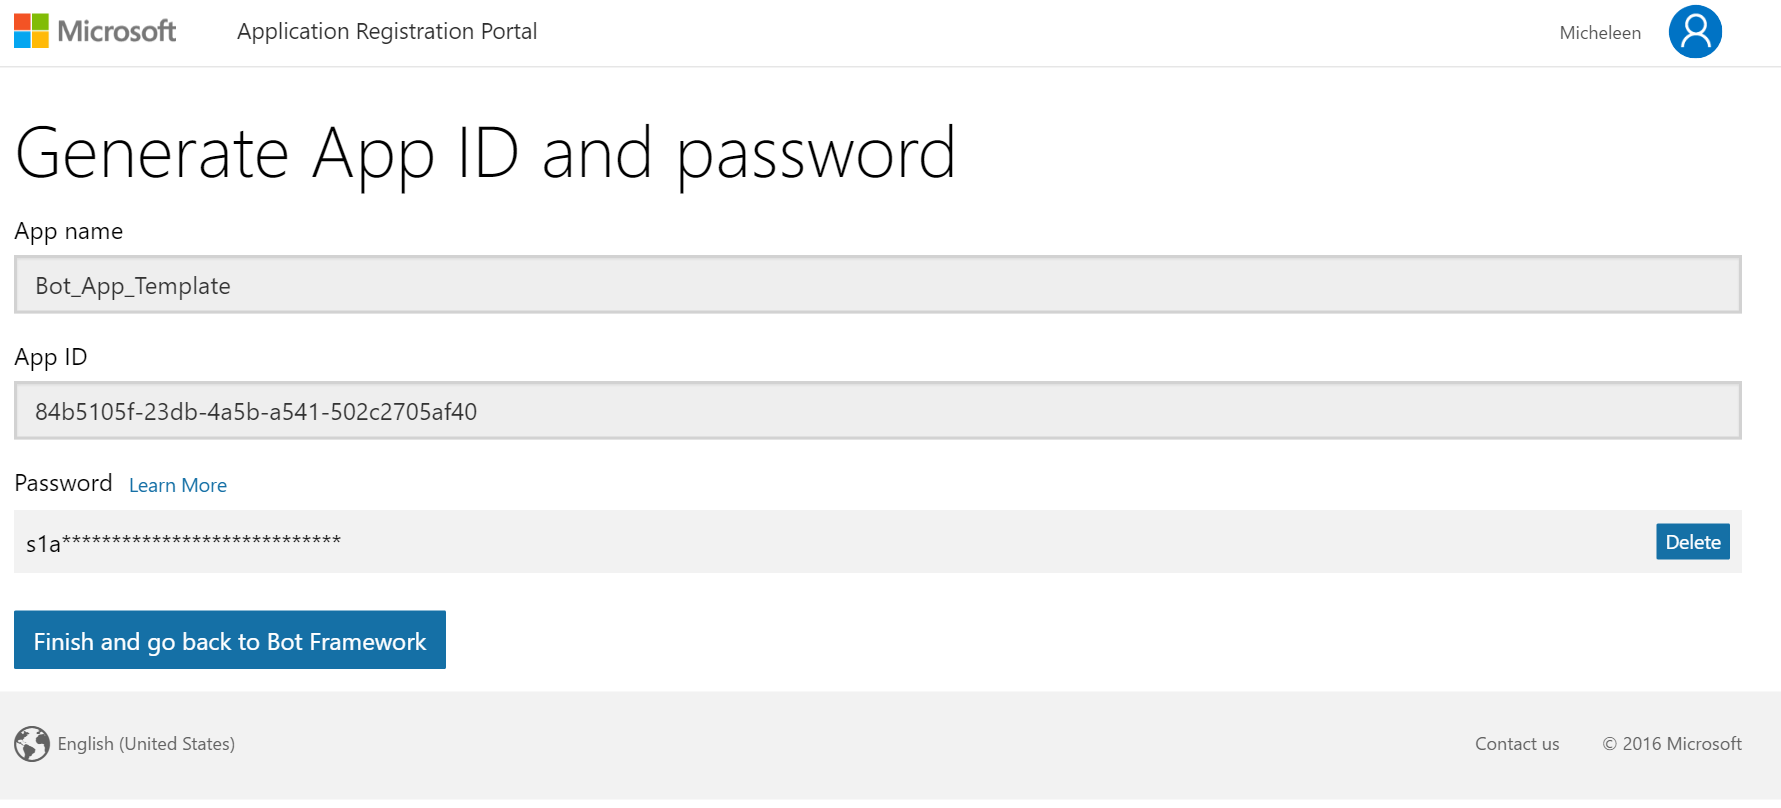 Microsoft Application Registration Portal Micheleen
Generate App ID and password
App name
Bot_App_Template
App ID
84b5105f-23db-4a5b-a541-502c2705af40
Password Learn More
s1a**************************** Delete
Finish and go back to Bot Framework
English (United States) Contact us © 2016 Microsoft